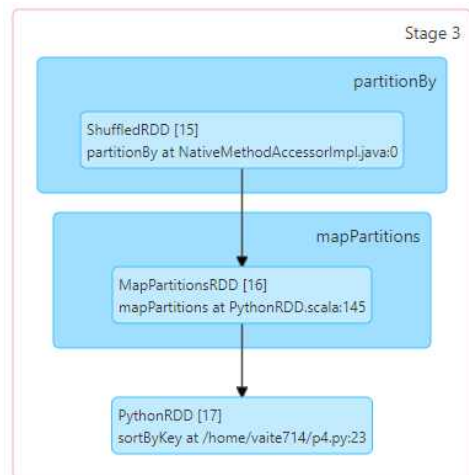 Stage 3
partitionBy
ShuffledRDD [15]
partitionBy at NativeMethodAccessorImpl.java:0
mapPartitions
MapPartitionsRDD [16]
mapPartitions at PythonRDD.scala:145
PythonRDD [17]
sortByKey at /home/vaite714/p4.py:23